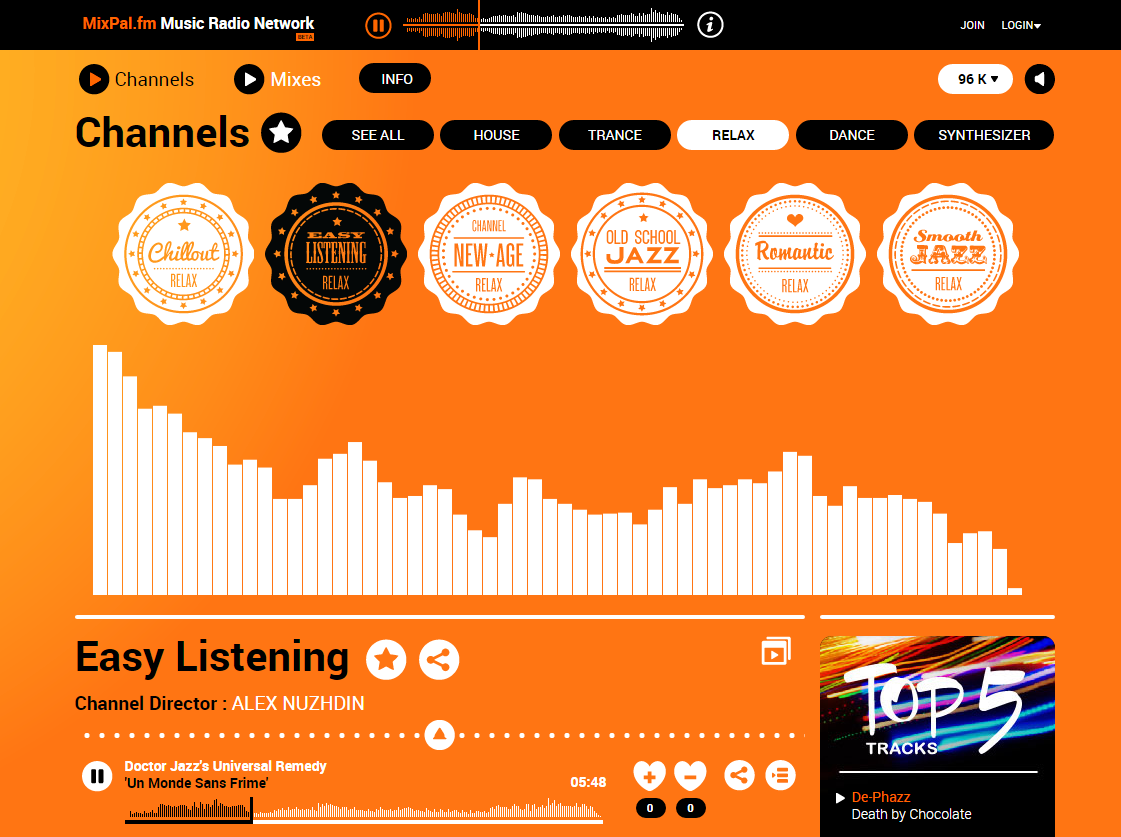 MixPal.fm Music Radio Network
BETA
JOIN LOGIN
Channels Mixes INFO 96 K
Channels SEE ALL HOUSE TRANCE RELAX DANCE SYNTHESIZER
Chillout
RELAX
EASY
LISTENING
RELAX
CHANNEL
NEW AGE
RELAX
OLD SCHOOL
JAZZ
RELAX
Romantic
RELAX
Smooth
JAZZ
RELAX
Easy Listening
Channel Director : ALEX NUZHDIN
Doctor Jazz's Universal Remedy
'Un Monde Sans Frime'
05:48
0 0
TOP 5
TRACKS
De-Phazz
Death by Chocolate